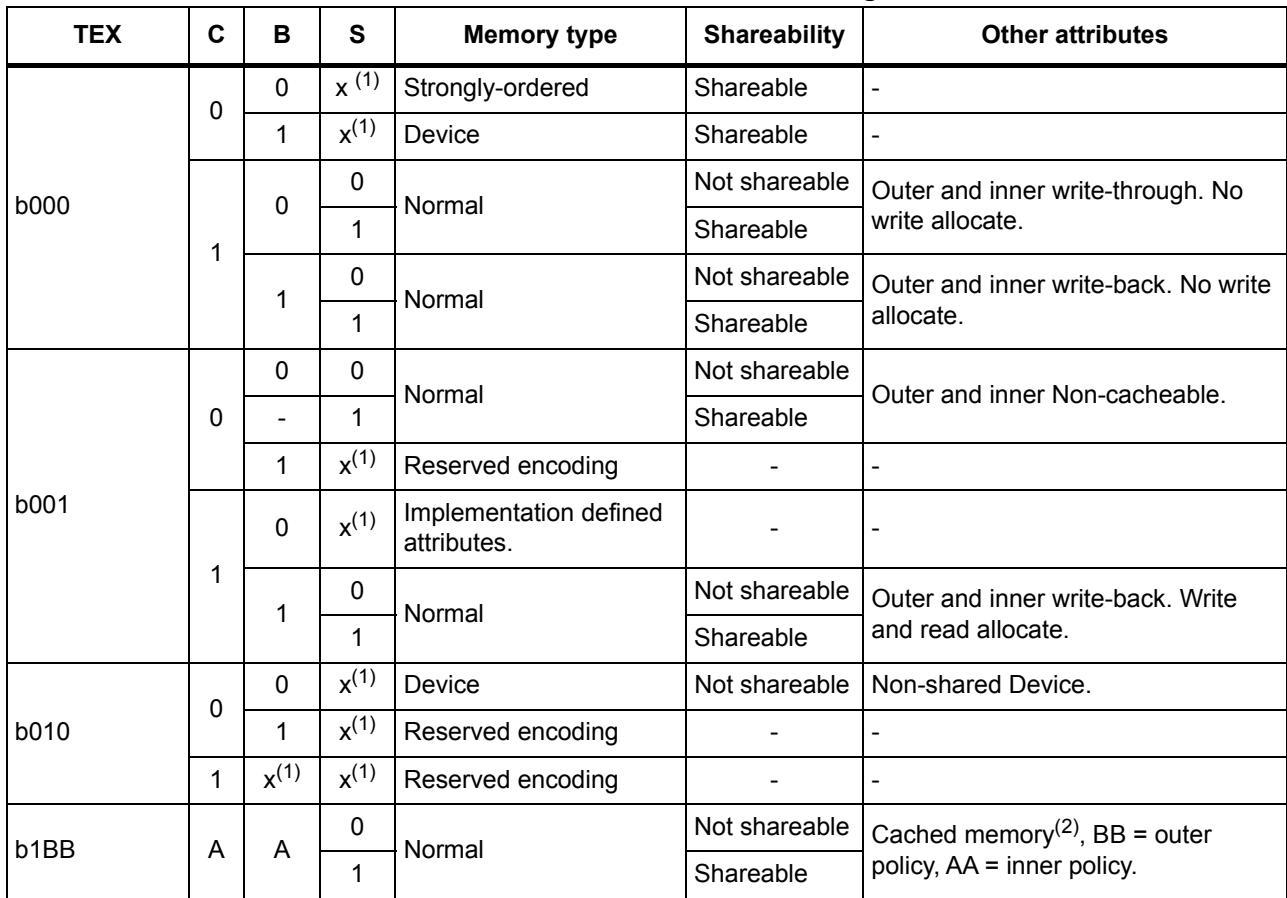 TEX C B S Memory type Shareability Other attributes
b000 0 0 x (1) Strongly-ordered Shareable -
1 x(1) Device Shareable -
1 0 0 Normal Not shareable Outer and inner write-through. No
1 Shareable write allocate.
1 0 Normal Not shareable Outer and inner write-back. No write
1 Shareable allocate.
b001 0 0 0 Normal Not shareable Outer and inner Non-cacheable.
- 1 Shareable
1 x(1) Reserved encoding - -
1 0 x(1) Implementation defined - -
attributes.
1 0 Normal Not shareable Outer and inner write-back. Write
1 Shareable and read allocate.
b010 0 0 x(1) Device Not shareable Non-shared Device.
1 x(1) Reserved encoding - -
1 x(1) x(1) Reserved encoding - -
b1BB A A 0 Normal Not shareable Cached memory(2), BB = outer
1 Shareable policy, AA = inner policy.